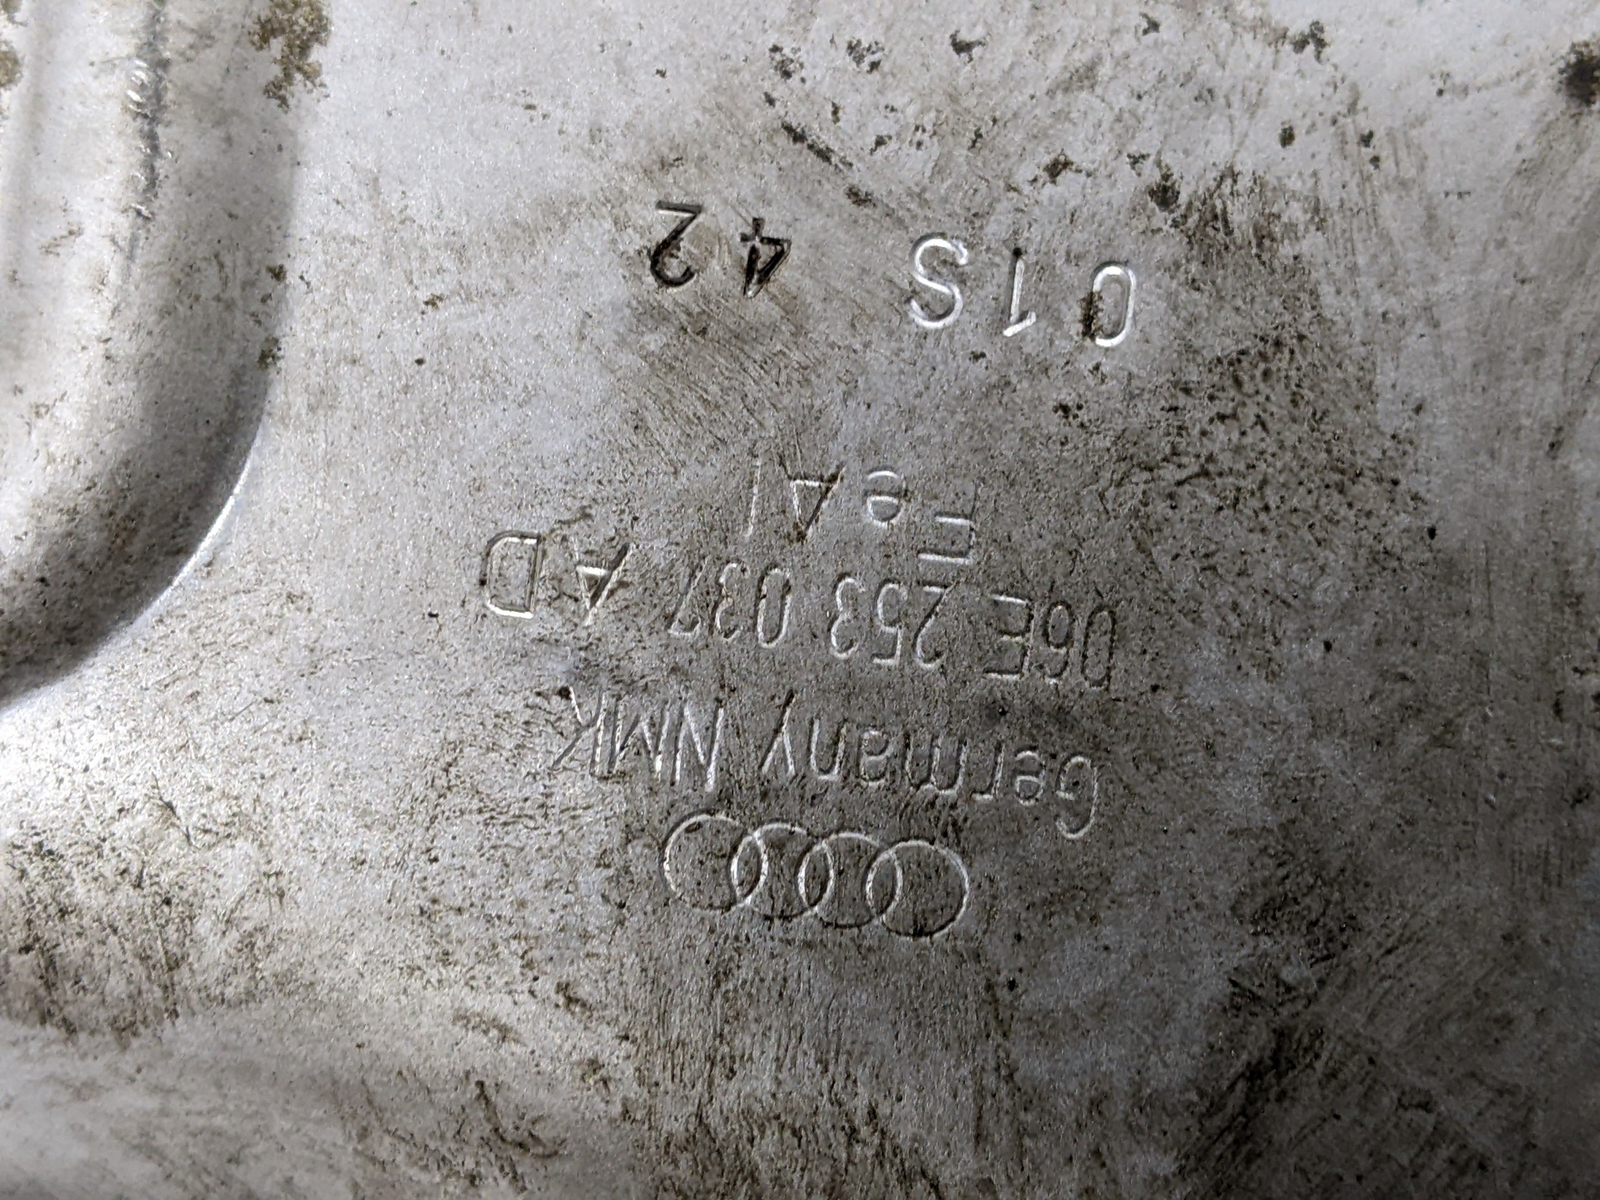 Germany NMK
06E 253 037 AD
FeAl
01S 42